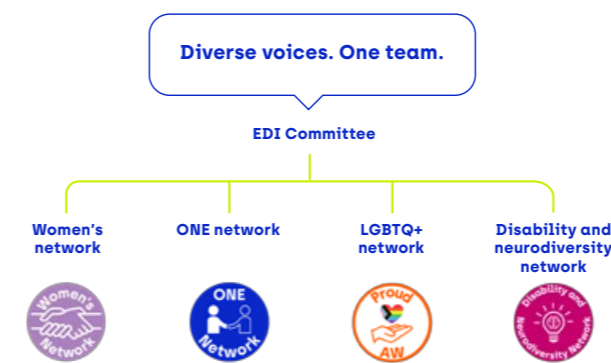 Diverse voices. One team.
EDI Committee
Women's
network
ONE network
LGBTQ+
network
Disability and
neurodiversity
network
Women's
Network
ONE
Network
Proud
AW
Disability and
Neurodiversity Network